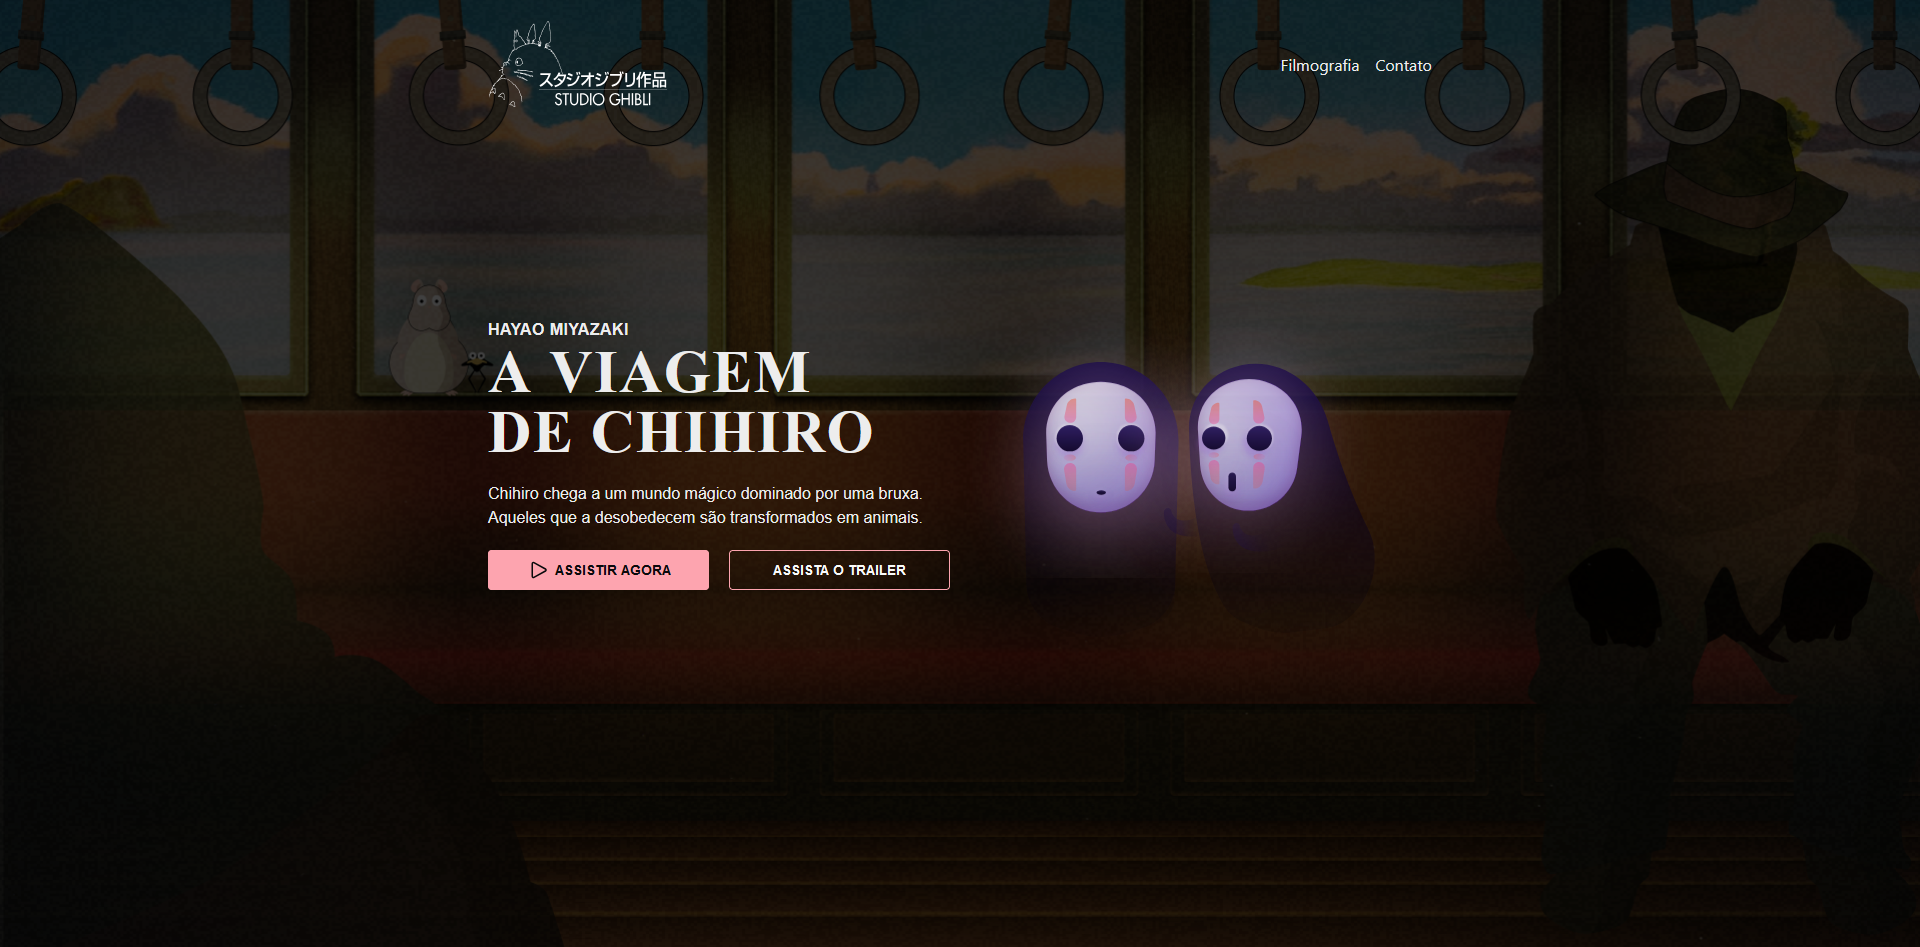 スタジオジブリ作品
STUDIO GHIBLI
Filmografia Contato
HAYAO MIYAZAKI
A VIAGEM
DE CHIHIRO
Chihiro chega a um mundo mágico dominado por uma bruxa.
Aqueles que a desobedecem são transformados em animais.
ASSISTIR AGORA
ASSISTA O TRAILER